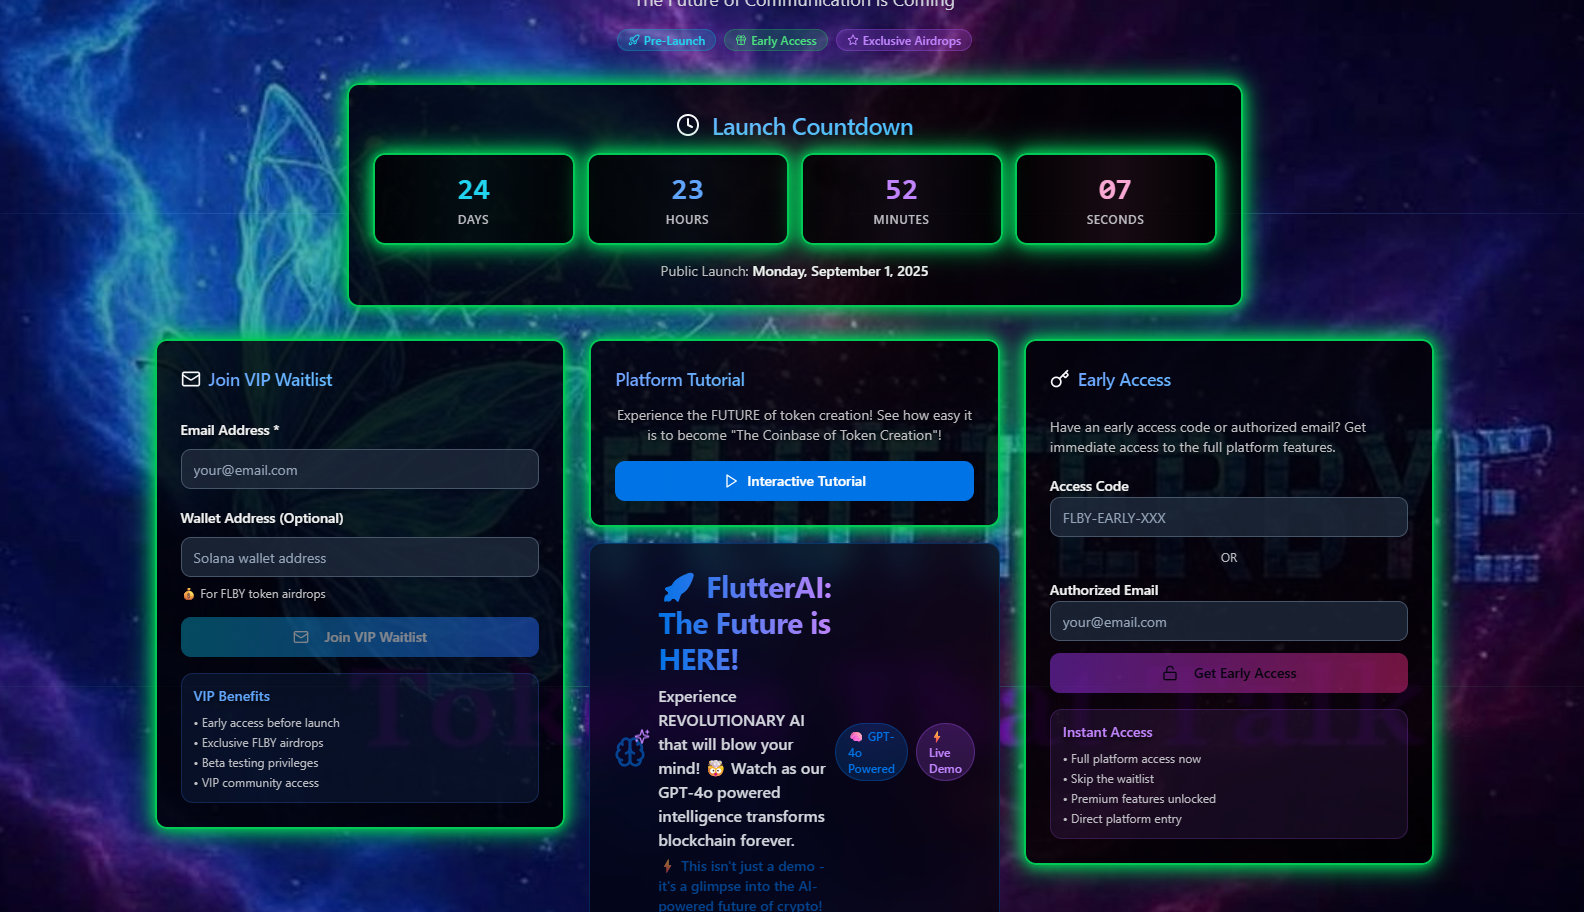 The Future of Communication is Coming
Pre-Launch
Early Access
Exclusive Airdrops
Launch Countdown
24
DAYS
23
HOURS
52
MINUTES
07
SECONDS
Public Launch: Monday, September 1, 2025
Join VIP Waitlist
Email Address *
your@email.com
Wallet Address (Optional)
Solana wallet address
💰 For FLBY token airdrops
Join VIP Waitlist
VIP Benefits
• Early access before launch
• Exclusive FLBY airdrops
• Beta testing privileges
• VIP community access
Platform Tutorial
Experience the FUTURE of token creation! See how easy it
is to become "The Coinbase of Token Creation"!
Interactive Tutorial
🚀 FlutterAI:
The Future is
HERE!
Experience
REVOLUTIONARY AI
that will blow your
mind! 🤯 Watch as our
GPT-4o powered
intelligence transforms
blockchain forever.
⚡ This isn't just a demo -
it's a glimpse into the AI-
powered future of crypto!
🧠 GPT-
4o
Powered
⚡
Live
Demo
Early Access
Have an early access code or authorized email? Get
immediate access to the full platform features.
Access Code
FLBY-EARLY-XXX
OR
Authorized Email
your@email.com
Get Early Access
Instant Access
• Full platform access now
• Skip the waitlist
• Premium features unlocked
• Direct platform entry